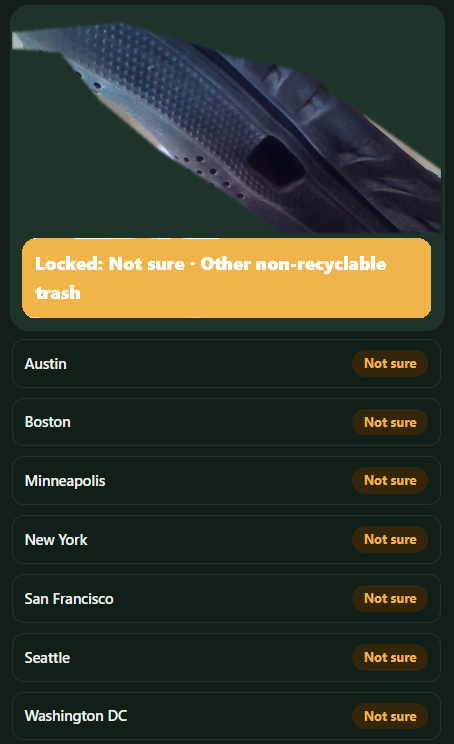 Locked: Not sure · Other non-recyclable
trash
Austin Not sure
Boston Not sure
Minneapolis Not sure
New York Not sure
San Francisco Not sure
Seattle Not sure
Washington DC Not sure